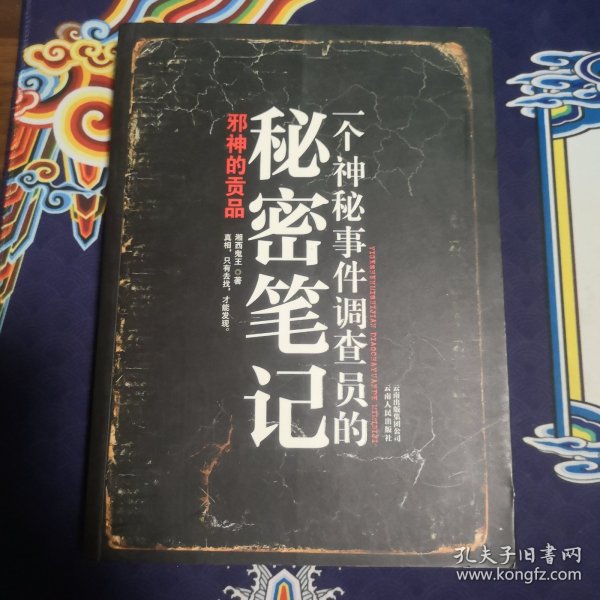 一个神秘事件调查员的
秘密笔记
邪神的贡品
湘西鬼王◎著
真相，只有去找，才能发现。
云南出版集团公司
云南人民出版社
孔夫子旧书网
www.kongfz.com